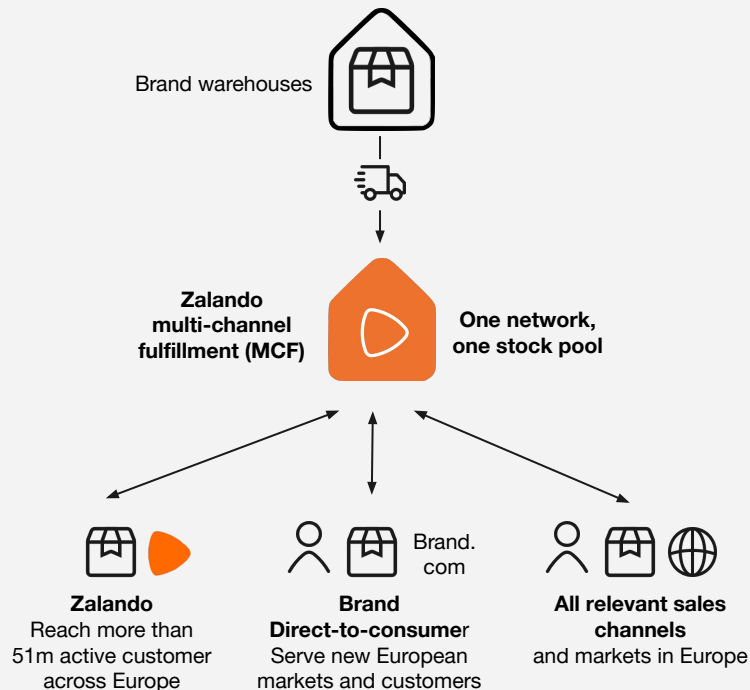 Brand warehouses
Zalando
multi-channel
fulfillment (MCF)
One network,
one stock pool
Brand.
com
Zalando
Reach more than
51m active customer
across Europe
Brand
Direct-to-consumer
Serve new European
markets and customers
All relevant sales
channels
and markets in Europe